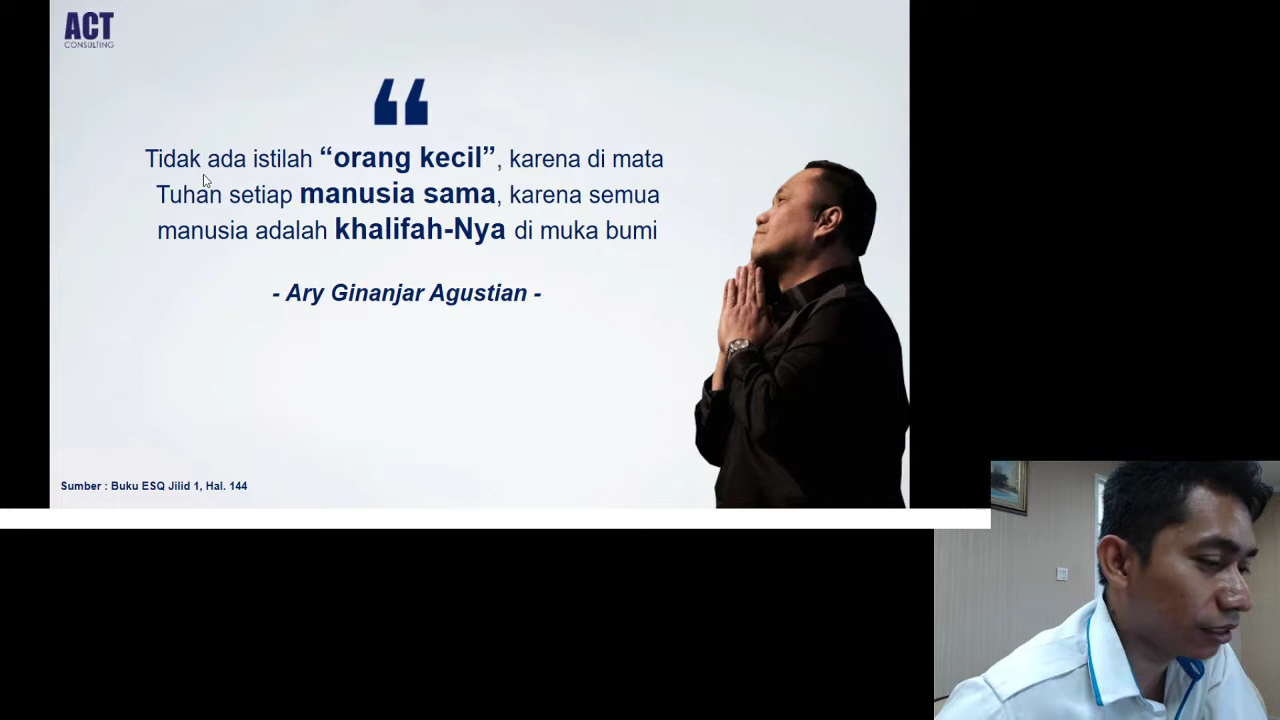 ACT
CONSULTING
“
Tidak ada istilah “orang kecil”, karena di mata
Tuhan setiap manusia sama, karena semua
manusia adalah khalifah-Nya di muka bumi
- Ary Ginanjar Agustian -
Sumber : Buku ESQ Jilid 1, Hal. 144